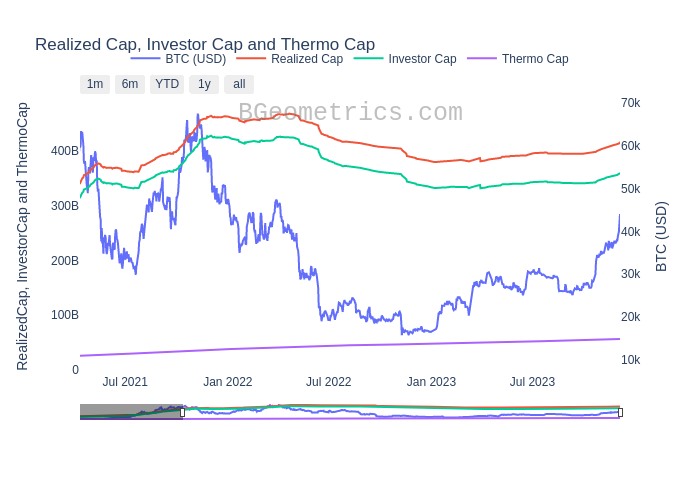 Realized Cap, Investor Cap and Thermo Cap
BTC (USD) Realized Cap Investor Cap Thermo Cap
1m 6m YTD 1y all
BGeometrics.com
RealizedCap, InvestorCap and ThermoCap
400B
300B
200B
100B
0
70k
60k
50k
40k
30k
20k
10k
BTC (USD)
Jul 2021 Jan 2022 Jul 2022 Jan 2023 Jul 2023